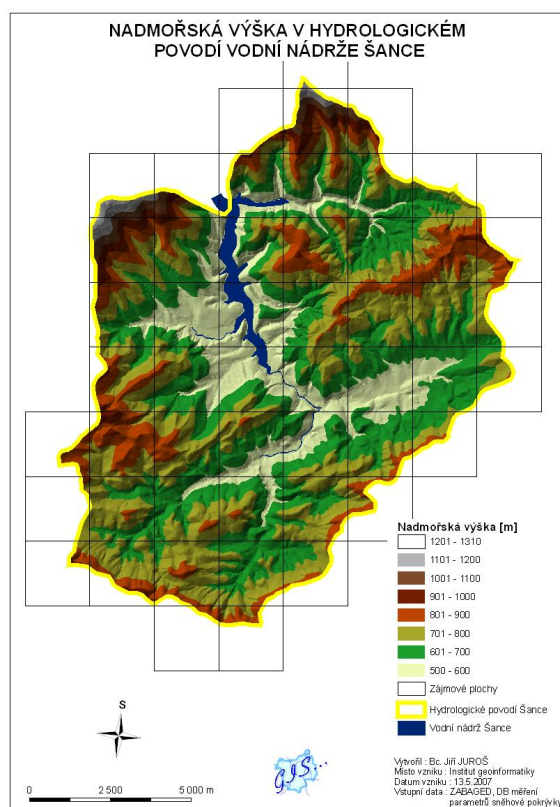 NADMOŘSKÁ VÝŠKA V HYDROLOGICKÉM
POVODÍ VODNÍ NÁDRŽE ŠANCE
Nadmořská výška [m]
1201 - 1310
1101 - 1200
1001 - 1100
901 - 1000
801 - 900
701 - 800
601 - 700
500 - 600
Zájmové plochy
Hydrologické povodí Šance
Vodní nádrž Šance
S
GIS...
Vytvořil : Bc. Jiří JUROŠ
Místo vzniku : Institut geoinformatiky
Datum vzniku : 13.5.2007
Vstupní data : ZABAGED, DB měření
parametrů sněhové pokrývky
0 2 500 5 000 m